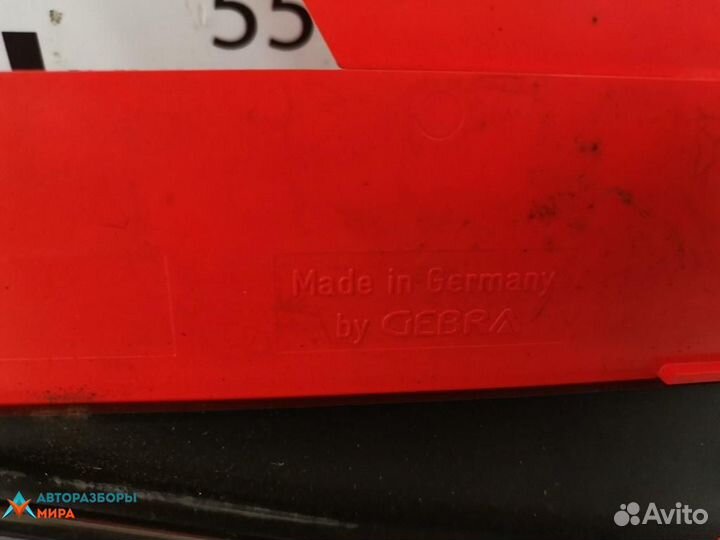 55
Made in Germany
by GEBRA
АВТОРАЗБОРЫ
МИРА
Avito